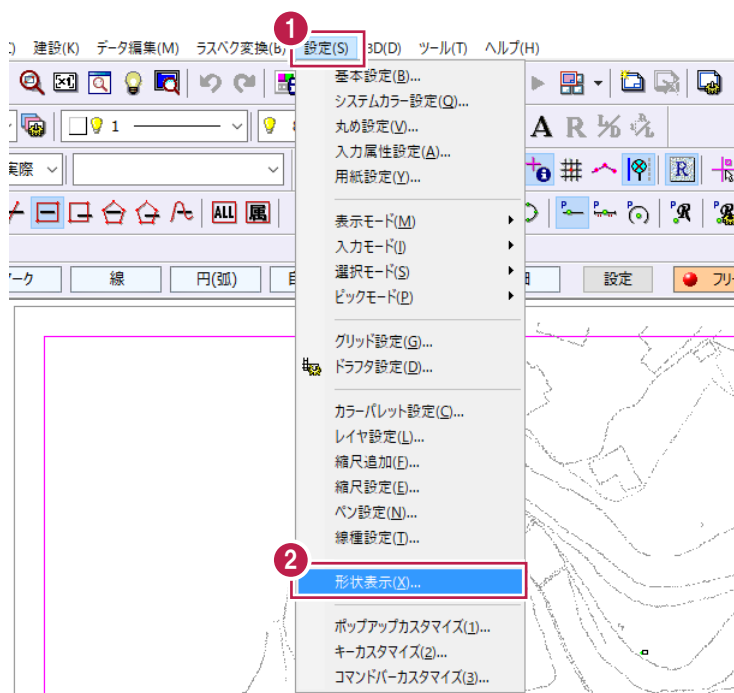 1
建設(K) データ編集(M) ラスベク変換(b) 設定(S) 3D(D) ツール(T) ヘルプ(H)
基本設定(B)...
システムカラー設定(Q)...
1
丸め設定(V)...
A R
入力属性設定(A)...
実際
用紙設定(Y)...
R
ALL 属
表示モード(M)
P P P P P
入力モード(I)
ーク 線 円(弧) 設定 フリー
選択モード(S)
ピックモード(P)
グリッド設定(G)...
ドラフタ設定(D)...
カラーパレット設定(C)...
レイヤ設定(L)...
縮尺追加(F)...
縮尺設定(E)...
ペン設定(N)...
線種設定(T)...
2
形状表示(X)...
ポップアップカスタマイズ(1)...
キーカスタマイズ(2)...
コマンドバーカスタマイズ(3)...